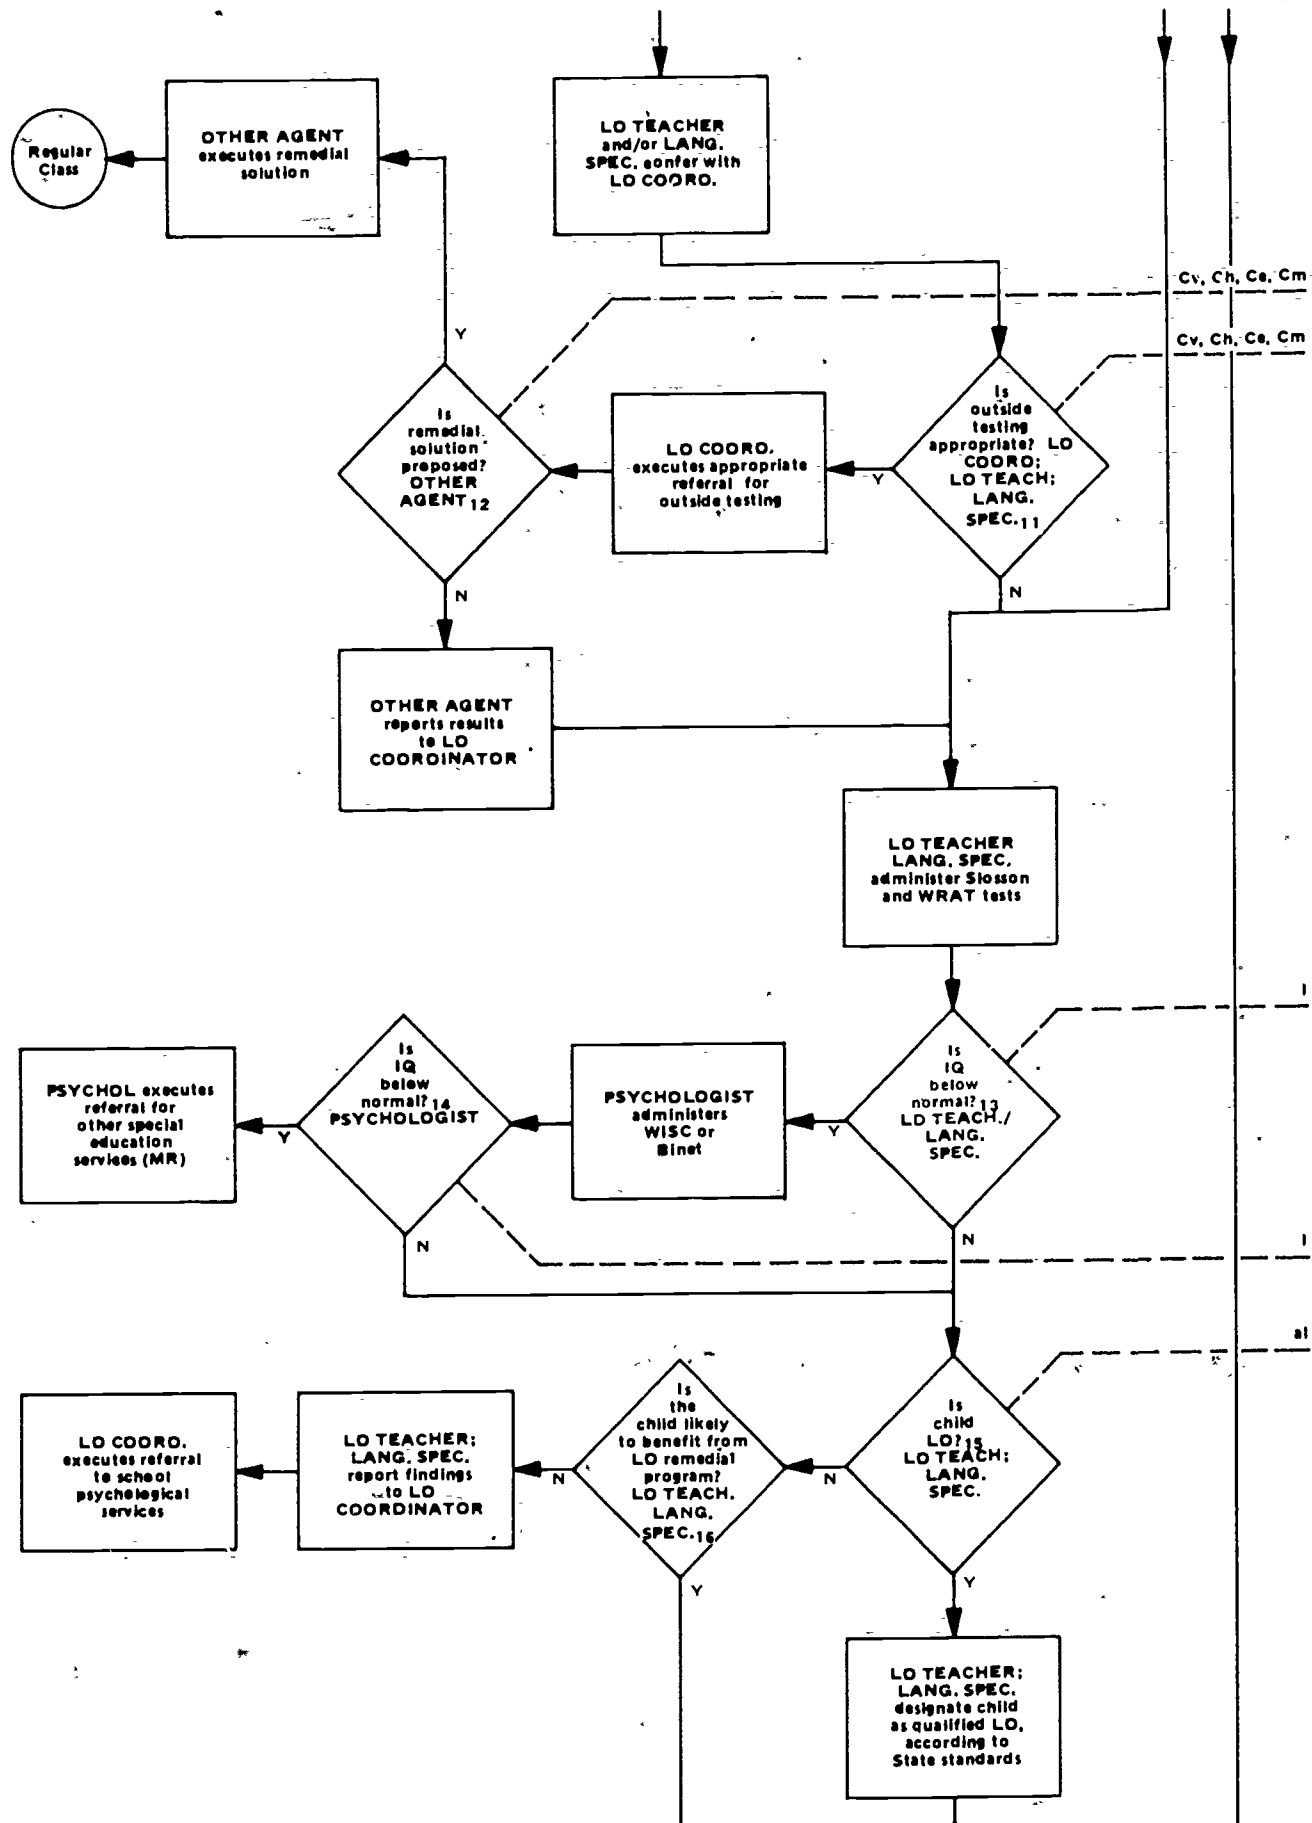 Regular
Class
OTHER AGENT
executes remedial
solution
LO TEACHER
and/or LANG.
SPEC. confer with
LO COORO.
Cv, Ch, Ce, Cm
Cv, Ch, Ce, Cm
Y
Is
remedial
solution
proposed?
OTHER
AGENT12
LO COORO.
executes appropriate
referral for
outside testing
Y
Is
outside
testing
appropriate? LO
COORO;
LO TEACH;
LANG.
SPEC.11
N
N
OTHER AGENT
reports results
to LO
COORDINATOR
LO TEACHER
LANG. SPEC.
administer Slosson
and WRAT tests
I
PSYCHOL executes
referral for
other special
education
services (MR)
Y
Is
IQ
below
normal?14
PSYCHOLOGIST
PSYCHOLOGIST
administers
WISC or
Binet
Y
Is
IQ
below
normal?13
LD TEACH./
LANG.
SPEC.
N
N
I
al
LO COORO.
executes referral
to school
psychological
services
LO TEACHER;
LANG. SPEC.
report findings
to LO
COORDINATOR
N
Is
the
child likely
to benefit from
LO remedial
program?
LO TEACH.
LANG.
SPEC.16
N
Is
child
LO?15
LO TEACH;
LANG.
SPEC.
Y
Y
LO TEACHER;
LANG. SPEC.
designate child
as qualified LO,
according to
State standards